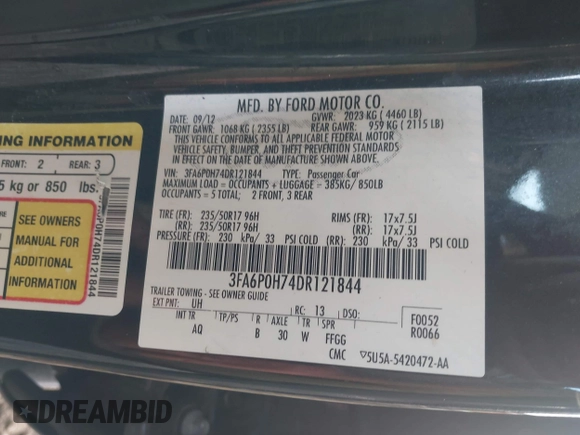 MFD. BY FORD MOTOR CO.
DATE: 09/12 GVWR: 2023 KG ( 4460 LB)
FRONT GAWR: 1068 KG ( 2355 LB) REAR GAWR: 959 KG ( 2115 LB)
THIS VEHICLE CONFORMS TO ALL APPLICABLE FEDERAL MOTOR
VEHICLE SAFETY, BUMPER, AND THEFT PREVENTION STANDARDS
IN EFFECT ON THE DATE OF MANUFACTURE SHOWN ABOVE.
VIN: 3FA6P0H74DR121844 TYPE: Passenger Car
MAXIMUM LOAD = OCCUPANTS + LUGGAGE = 385KG/ 850LB
OCCUPANTS = 5 TOTAL; 2 FRONT, 3 REAR
TIRE (FR): 235/50R17 96H RIMS (FR): 17x7.5J
(RR): 235/50R17 96H (RR): 17x7.5J
PRESSURE (FR): 230 kPa/ 33 PSI COLD (RR): 230 kPa/ 33 PSI COLD
3FA6P0H74DR121844
TRAILER TOWING - SEE OWNER GUIDE
EXT PNT: UH RC: 13 DSO: F0052
R0066
INT TR TP/PS R AXLE TR SPR
AQ B 30 W FFGG
CMC ▽5U5A-5420472-AA
ING INFORMATION
FRONT: 2 REAR: 3
5 kg or 850 lbs.
SEE OWNERS
MANUAL FOR
ADDITIONAL
INFORMATION
3FA6P0H74DR121844
DREAMBID